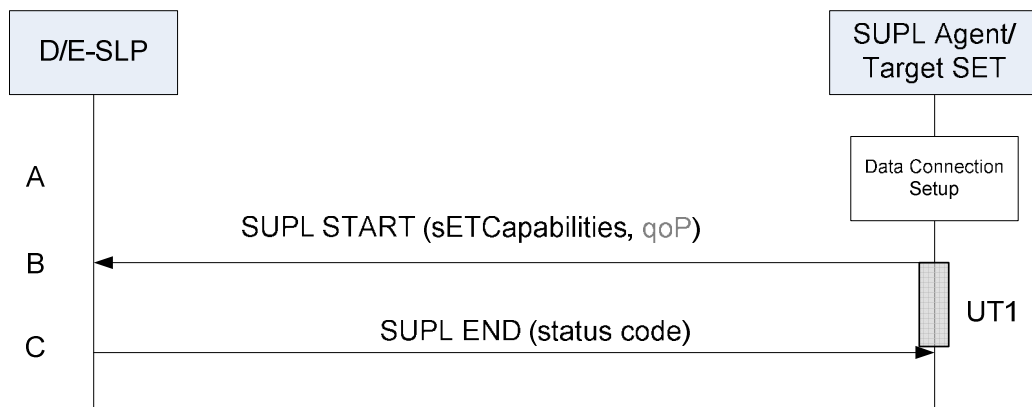 D/E-SLP
SUPL Agent/
Target SET
A
Data Connection
Setup
SUPL START (sETCapabilities, qoP)
B
UT1
SUPL END (status code)
C